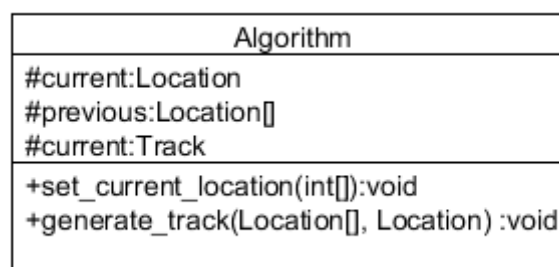 Algorithm
#current:Location
#previous:Location[]
#current:Track
+set_current_location(int[]):void
+generate_track(Location[], Location) :void